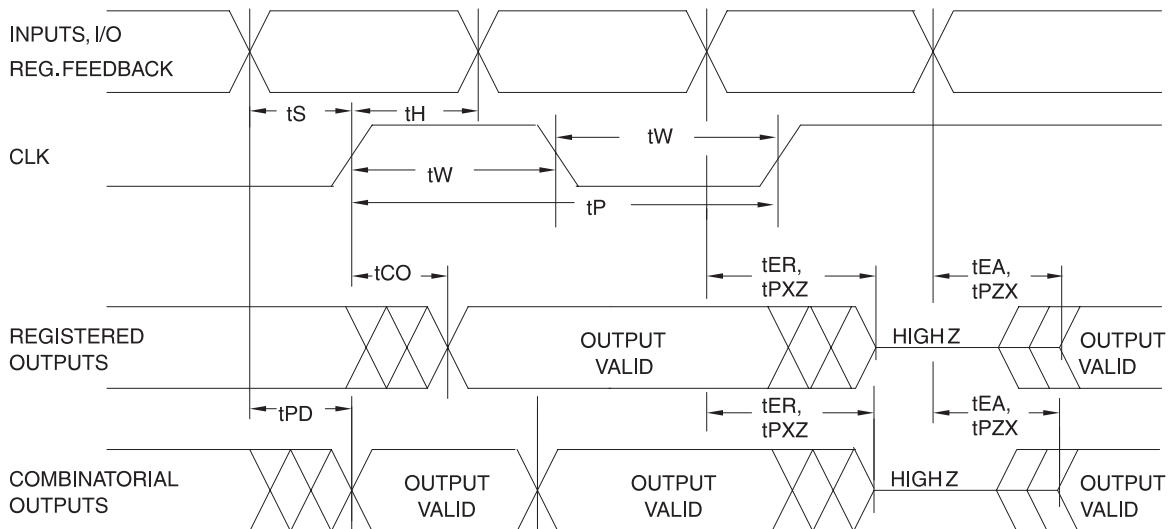 INPUTS, I/O
REG.FEEDBACK
tS
tH
CLK
tW
tW
tP
tCO
tER,
tPXZ
tEA,
tPZX
REGISTERED
OUTPUTS
OUTPUT
VALID
HIGH Z
OUTPUT
VALID
tPD
tER,
tPXZ
tEA,
tPZX
COMBINATORIAL
OUTPUTS
OUTPUT
VALID
OUTPUT
VALID
HIGH Z
OUTPUT
VALID